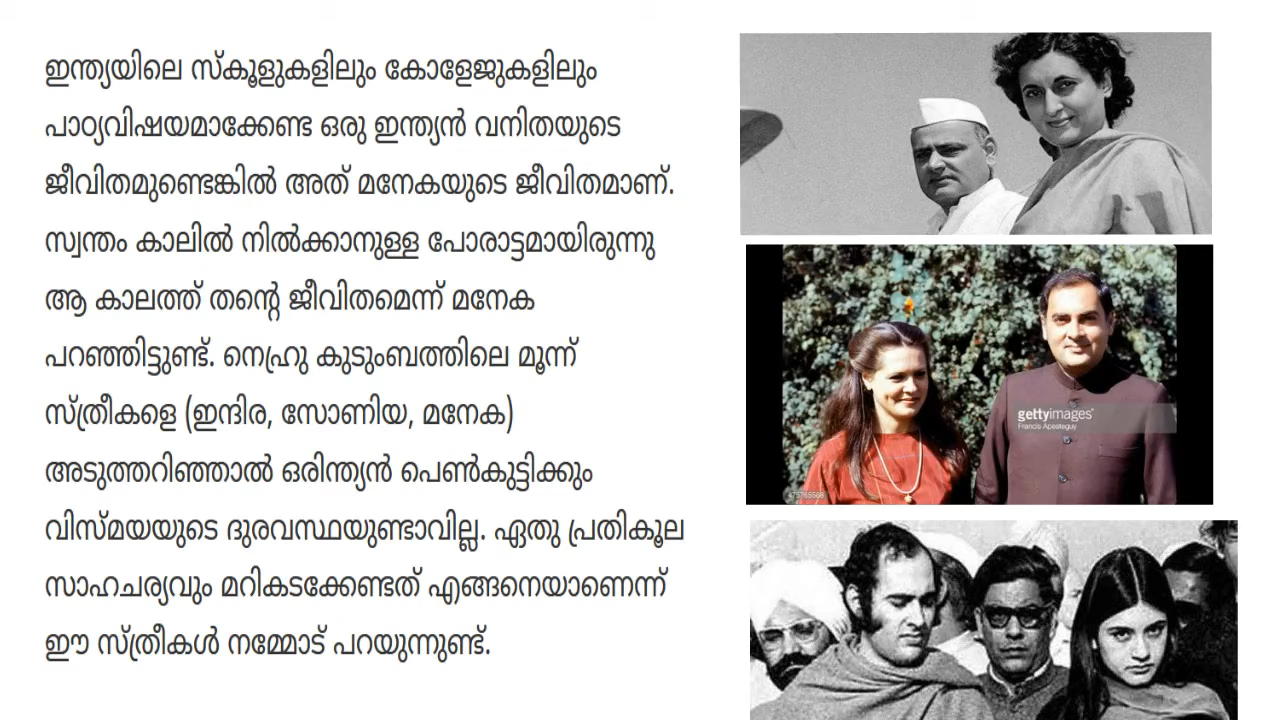 ഇന്ത്യയിലെ സ്കൂളുകളിലും കോളേജുകളിലും
പാഠ്യവിഷയമാക്കേണ്ട ഒരു ഇന്ത്യൻ വനിതയുടെ
ജീവിതമുണ്ടെങ്കിൽ അത് മനേകയുടെ ജീവിതമാണ്.
സ്വന്തം കാലിൽ നിൽക്കാനുള്ള പോരാട്ടമായിരുന്നു
ആ കാലത്ത് തന്റെ ജീവിതമെന്ന് മനേക
പറഞ്ഞിട്ടുണ്ട്. നെഹ്രു കുടുംബത്തിലെ മൂന്ന്
സ്ത്രീകളെ (ഇന്ദിര, സോണിയ, മനേക)
അടുത്തറിഞ്ഞാൽ ഒരിന്ത്യൻ പെൺകുട്ടിക്കും
വിസ്മയയുടെ ദുരവസ്ഥയുണ്ടാവില്ല. ഏതു പ്രതികൂല
സാഹചര്യവും മറികടക്കേണ്ടത് എങ്ങനെയാണെന്ന്
ഈ സ്ത്രീകൾ നമ്മോട് പറയുന്നുണ്ട്.
gettyimages
Francis Apesteguy